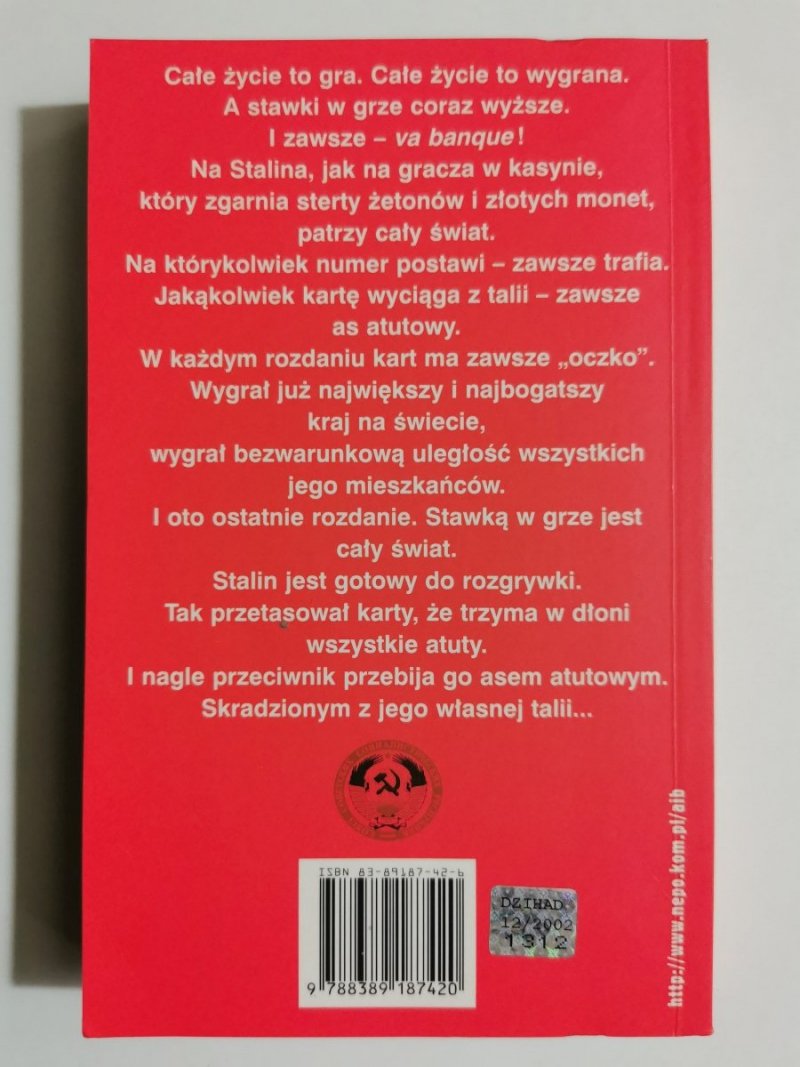 Całe życie to gra. Całe życie to wygrana.
A stawki w grze coraz wyższe.
I zawsze – va banque!
Na Stalina, jak na gracza w kasynie,
który zgarnia sterty żetonów i złotych monet,
patrzy cały świat.
Na którykolwiek numer postawi – zawsze trafia.
Jakąkolwiek kartę wyciąga z talii – zawsze
as atutowy.
W każdym rozdaniu kart ma zawsze „oczko”.
Wygrał już największy i najbogatszy
kraj na świecie,
wygrał bezwarunkową uległość wszystkich
jego mieszkańców.
I oto ostatnie rozdanie. Stawką w grze jest
cały świat.
Stalin jest gotowy do rozgrywki.
Tak przetasował karty, że trzyma w dłoni
wszystkie atuty.
I nagle przeciwnik przebija go asem atutowym.
Skradzionym z jego własnej talii...
ISBN 83-89187-42-6
9 788389 187420
DZIHAD
12/2002
1312
http://www.nepo.kom.pl/aib